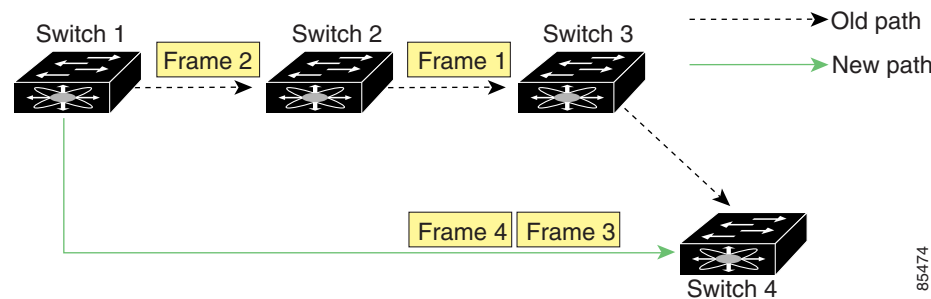 Switch 1
Switch 2
Switch 3
Old path
Frame 2
Frame 1
New path
Frame 4
Frame 3
Switch 4
85474